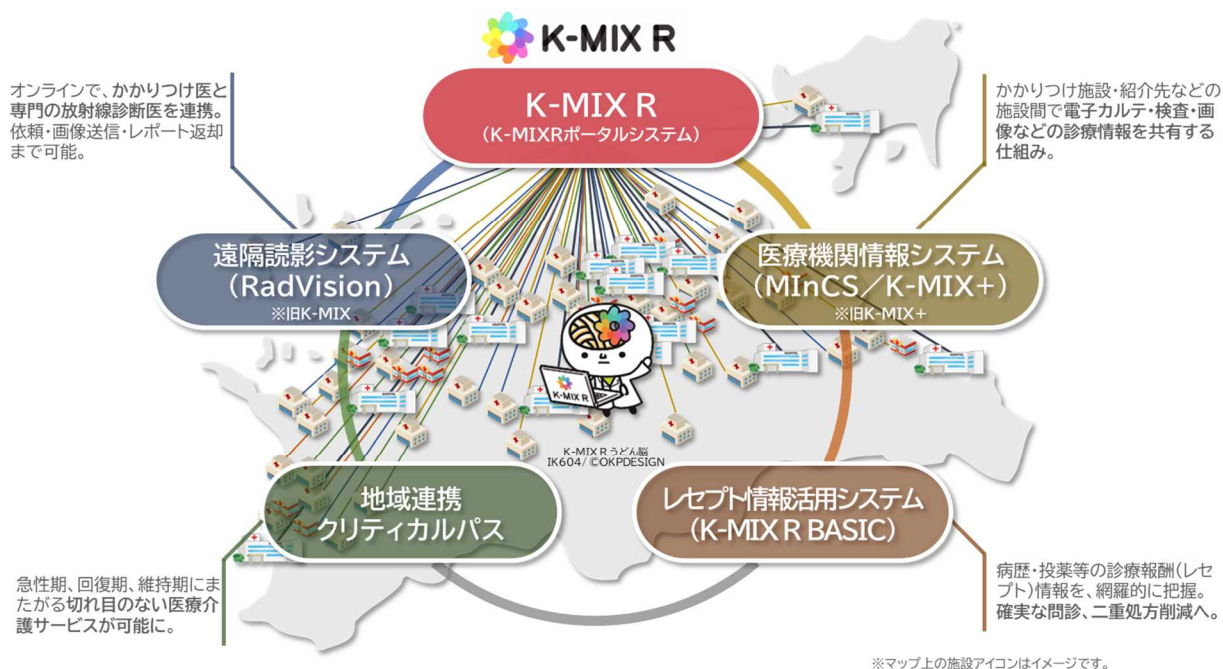 K-MIX R
K-MIX R
(K-MIXRポータルシステム)
オンラインで、かかりつけ医と
専門の放射線診断医を連携。
依頼・画像送信・レポート返却
まで可能。
かかりつけ施設・紹介先などの
施設間で電子カルテ・検査・画
像などの診療情報を共有する
仕組み。
遠隔読影システム
(RadVision)
※旧K-MIX
医療機関情報システム
(MInCS/K-MIX+)
※旧K-MIX+
K-MIX R
K-MIX R うどん脳
IK604/ ©OKPDESIGN
地域連携
クリティカルパス
レセプト情報活用システム
(K-MIX R BASIC)
急性期、回復期、維持期にま
たがる切れ目のない医療介
護サービスが可能に。
病歴・投薬等の診療報酬(レセ
プト)情報を、網羅的に把握。
確実な問診、二重処方削減へ。
※マップ上の施設アイコンはイメージです。